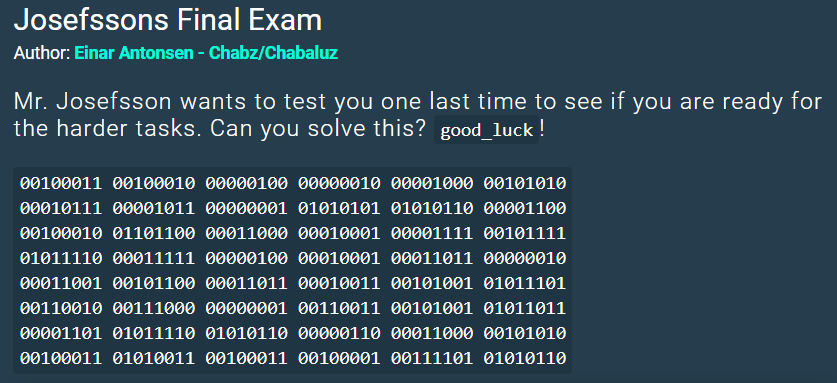 Josefssons Final Exam
Author: Einar Antonsen - Chabz/Chabaluz
Mr. Josefsson wants to test you one last time to see if you are ready for
the harder tasks. Can you solve this? good_luck!
00100011 00100010 00000100 00000010 00001000 00101010
00010111 00001011 00000001 01010101 01010110 00001100
00100010 01101100 00011000 00010001 00001111 00101111
01011110 00011111 00000100 00010001 00011011 00000010
00011001 00101100 00011011 00010011 00101001 01011101
00110010 00111000 00000001 00110011 00101001 01011011
00001101 01011110 01010110 00000110 00011000 00101010
00100011 01010011 00100011 00100001 00111101 01010110